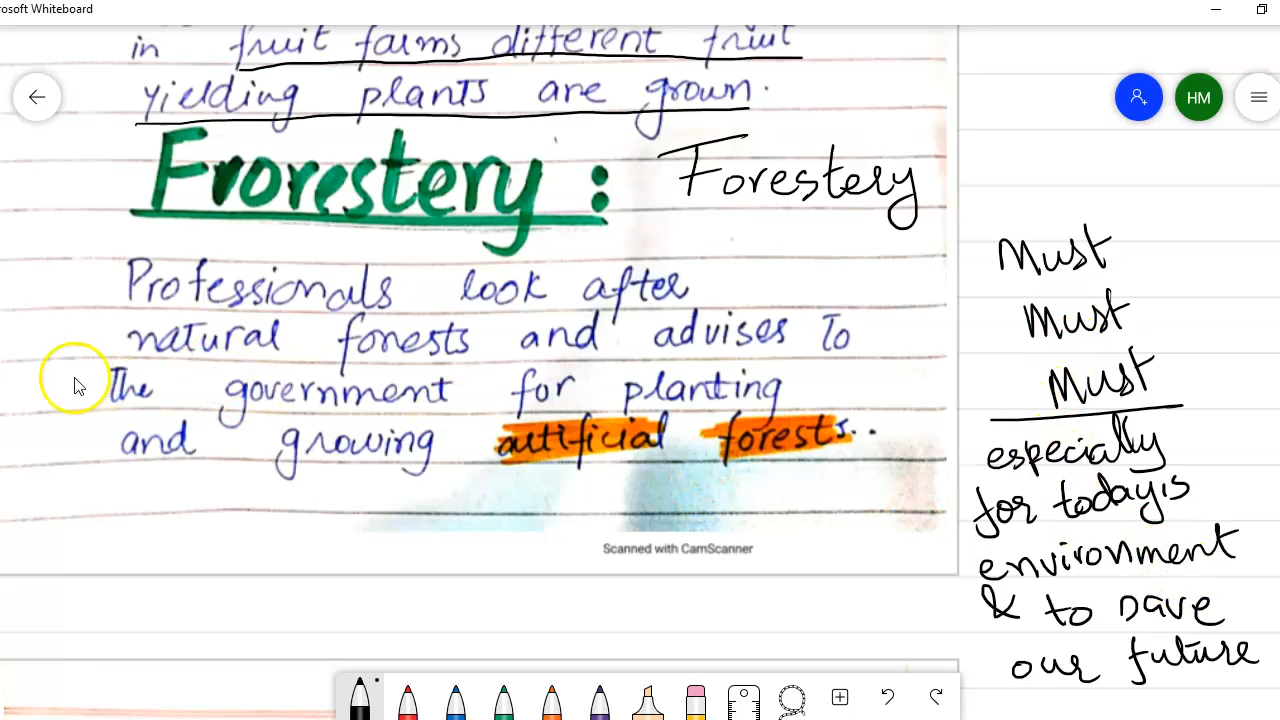 rosoft Whiteboard
in fruit farms different fruit
yielding plants are grown.
HM
Frorestery :
Forestery
Professionals look after
natural forests and advises to
the government for planting
and growing artificial forests..
Scanned with CamScanner
Must
Must
Must
especially
for today's
environment
& to save
our future